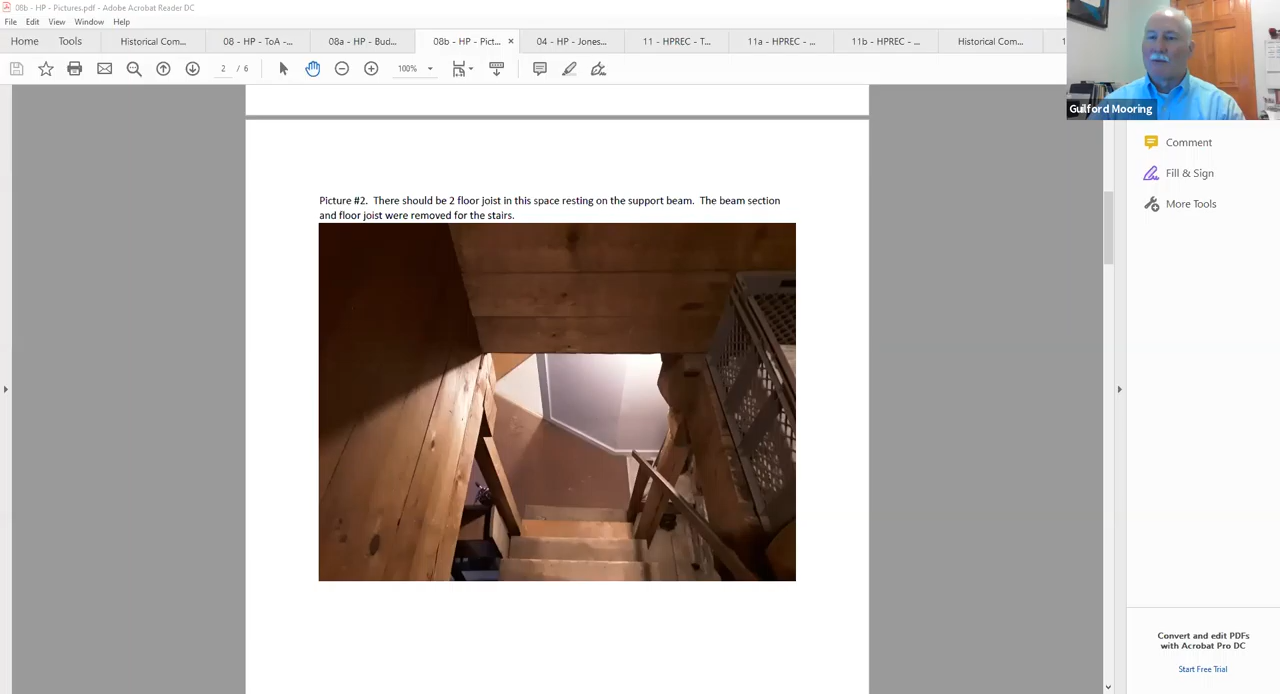 08b - HP - Pictures.pdf - Adobe Acrobat Reader DC
File Edit View Window Help
Home Tools Historical Com... 08 - HP - ToA -... 08a - HP - Bud... 08b - HP - Pict... × 04 - HP - Jones... 11 - HPREC - T... 11a - HPREC - ... 11b - HPREC - ... Historical Com... 1
2 / 6 100%
Guilford Mooring
Comment
Fill & Sign
More Tools
Picture #2. There should be 2 floor joist in this space resting on the support beam. The beam section
and floor joist were removed for the stairs.
Convert and edit PDFs
with Acrobat Pro DC
Start Free Trial